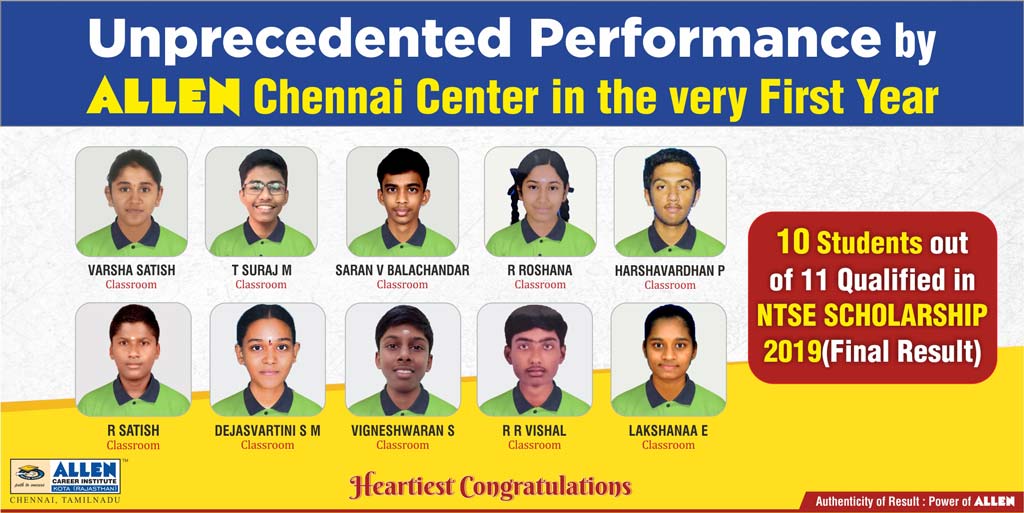 Unprecedented Performance by
ALLEN Chennai Center in the very First Year
VARSHA SATISH
Classroom
T SURAJ M
Classroom
SARAN V BALACHANDAR
Classroom
R ROSHANA
Classroom
HARSHAVARDHAN P
Classroom
10 Students out
of 11 Qualified in
NTSE SCHOLARSHIP
2019(Final Result)
R SATISH
Classroom
DEJASVARTINI S M
Classroom
VIGNESHWARAN S
Classroom
R R VISHAL
Classroom
LAKSHANAA E
Classroom
path to success
ALLEN
TM
CAREER INSTITUTE
KOTA (RAJASTHAN)
CHENNAI, TAMILNADU
Heartiest Congratulations
Authenticity of Result : Power of ALLEN